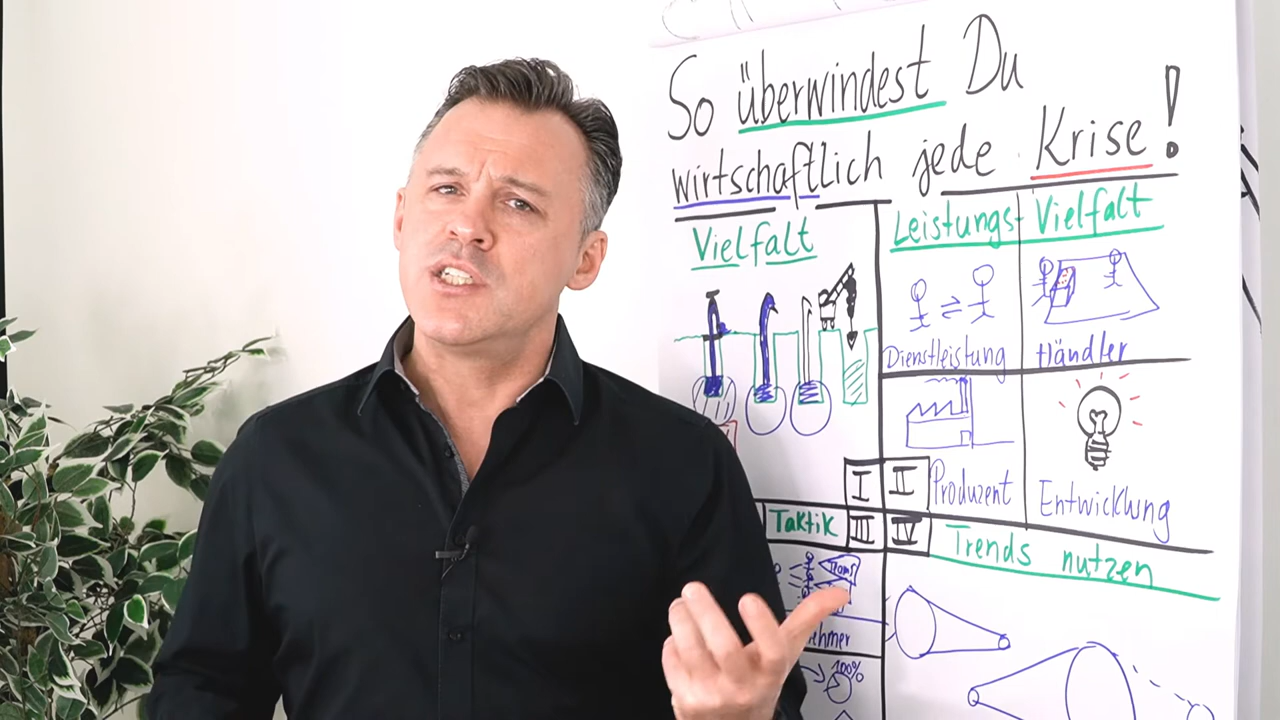 So überwindest Du
wirtschaftlich jede Krise!
Vielfalt
Leistungs-Vielfalt
Dienstleistung
Händler
I
II
Produzent
Entwicklung
Taktik
III
IV
Trends nutzen
100%